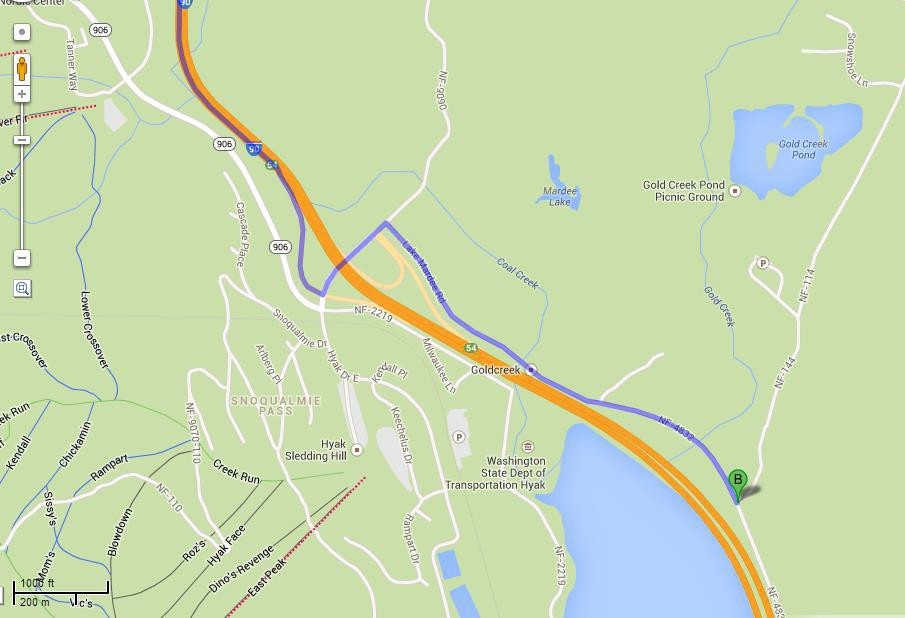 Nordic Center
90
906
Tanner Way
NF-9090
Snowshoe Ln
906
90
54
Gold Creek
Pond
Mardee
Lake
Gold Creek Pond
Picnic Ground
Cascade Place
906
Lake Mardee Rd
Coal Creek
P
NF-114
Gold Creek
Lower Crossover
NF-2219
Snoqualmie Dr
54
Goldcreek
Hyak Dr E
Milwaukee Ln
Arlberg Pl
SNOQUALMIE
PASS
NF-144
Keechelus Dr
NF-9070-110
NF-4832
P
Hyak
Sledding Hill
Washington
State Dept of
Transportation Hyak
Creek Run
Kendall
Chickamin
Rampart
NF-110
B
Sissy's
Blowdown
Roz's
Hyak Face
Dino's Revenge
East Peak
Rampart Dr
NF-2219
Mom's
1000 ft
200 m